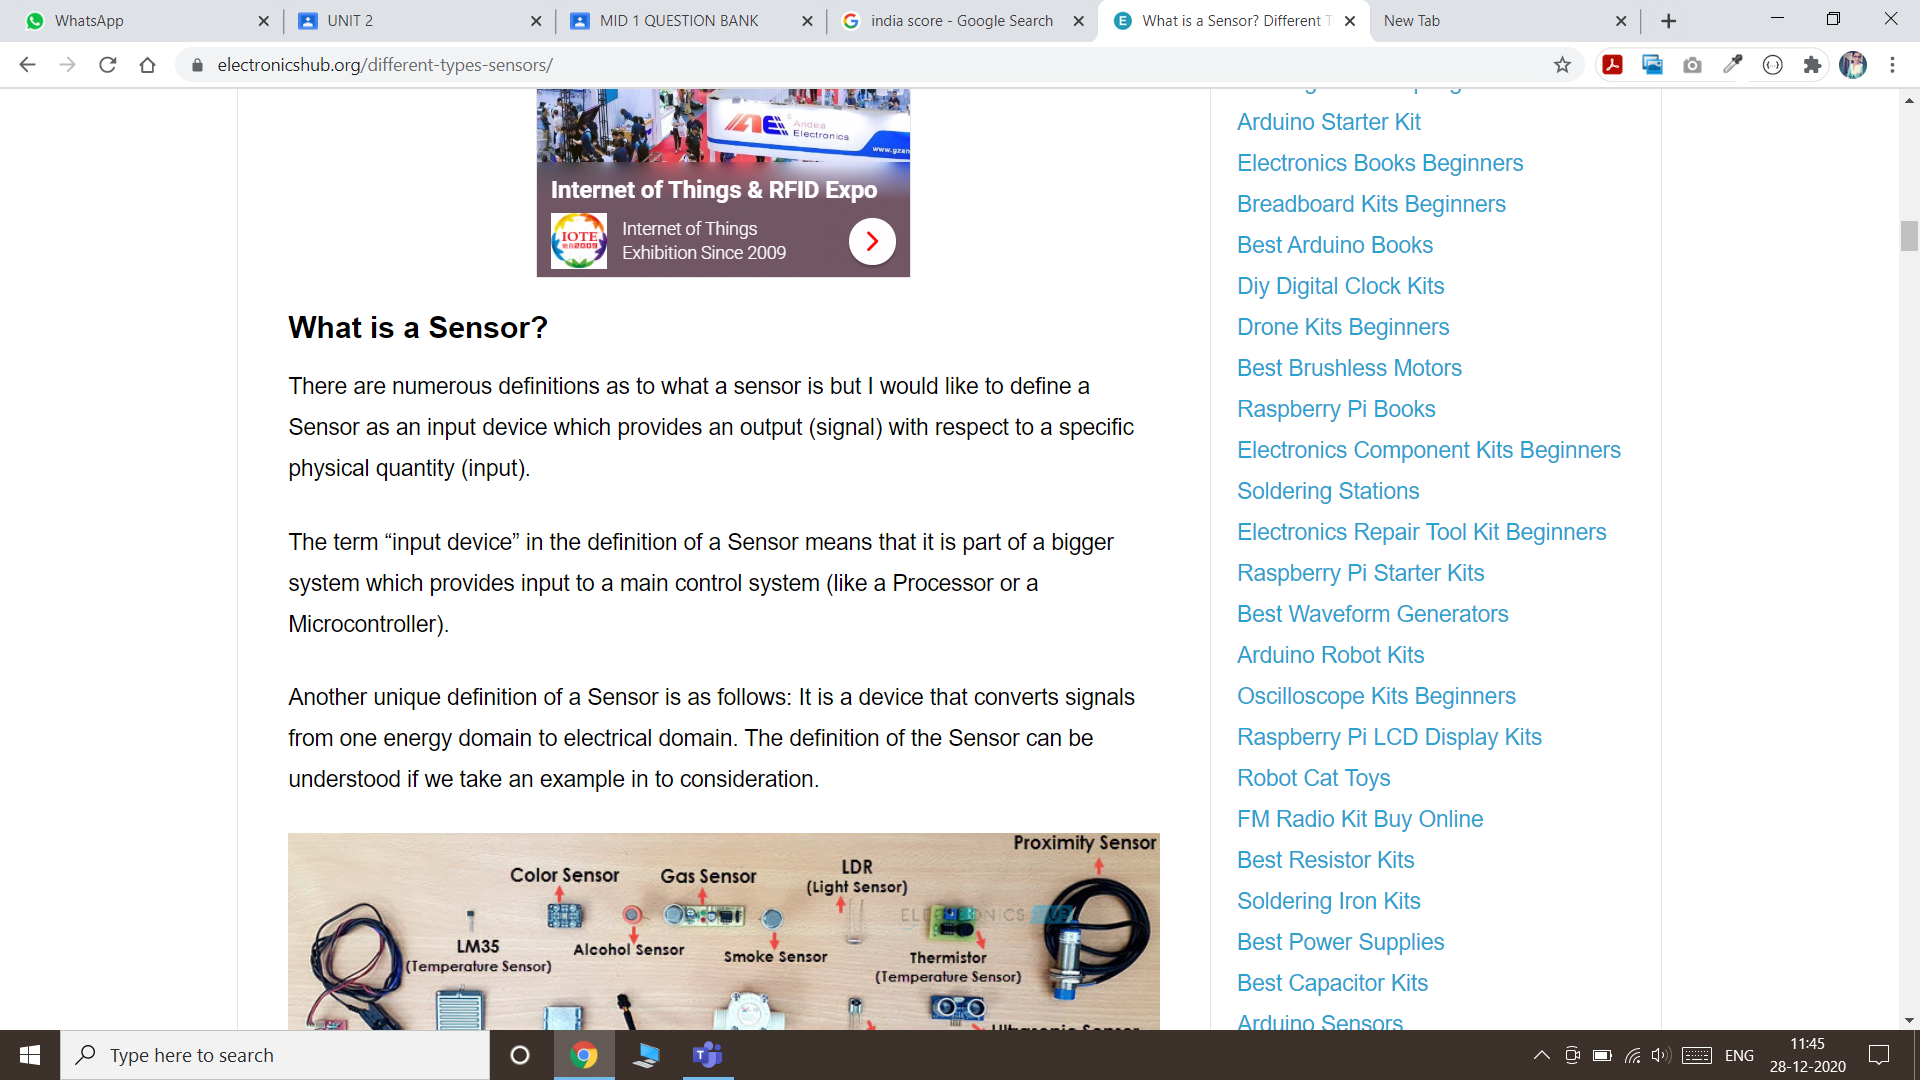 WhatsApp
UNIT 2
MID 1 QUESTION BANK
india score - Google Search
What is a Sensor? Different T
New Tab
electronicshub.org/different-types-sensors/
AE
Andea
Electronics
www.gzan
Internet of Things & RFID Expo
IOTE
2009
Internet of Things
Exhibition Since 2009
What is a Sensor?
There are numerous definitions as to what a sensor is but I would like to define a
Sensor as an input device which provides an output (signal) with respect to a specific
physical quantity (input).
The term “input device” in the definition of a Sensor means that it is part of a bigger
system which provides input to a main control system (like a Processor or a
Microcontroller).
Another unique definition of a Sensor is as follows: It is a device that converts signals
from one energy domain to electrical domain. The definition of the Sensor can be
understood if we take an example in to consideration.
Proximity Sensor
Color Sensor
Gas Sensor
LDR
(Light Sensor)
ELECTRONICS HUB
LM35
(Temperature Sensor)
Alcohol Sensor
Smoke Sensor
Thermistor
(Temperature Sensor)
Ultrasonic Sensor
Arduino Starter Kit
Electronics Books Beginners
Breadboard Kits Beginners
Best Arduino Books
Diy Digital Clock Kits
Drone Kits Beginners
Best Brushless Motors
Raspberry Pi Books
Electronics Component Kits Beginners
Soldering Stations
Electronics Repair Tool Kit Beginners
Raspberry Pi Starter Kits
Best Waveform Generators
Arduino Robot Kits
Oscilloscope Kits Beginners
Raspberry Pi LCD Display Kits
Robot Cat Toys
FM Radio Kit Buy Online
Best Resistor Kits
Soldering Iron Kits
Best Power Supplies
Best Capacitor Kits
Arduino Sensors
Type here to search
ENG
11:45
28-12-2020